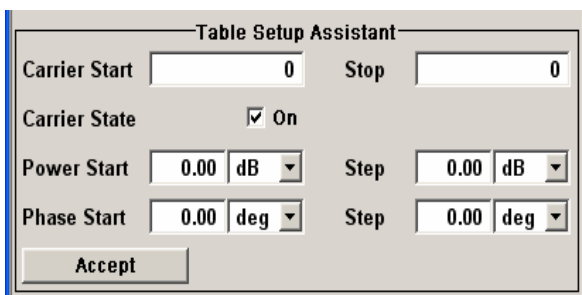 Table Setup Assistant
Carrier Start 0 Stop 0
Carrier State On
Power Start 0.00 dB Step 0.00 dB
Phase Start 0.00 deg Step 0.00 deg
Accept